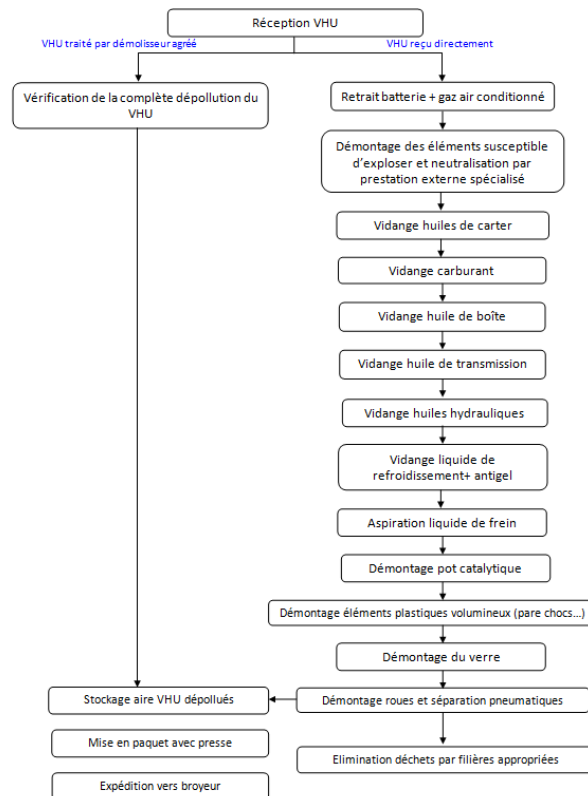 Réception VHU
VHU traité par démolisseur agréé
VHU reçu directement
Vérification de la complète dépollution du
VHU
Retrait batterie + gaz air conditionné
Démontage des éléments susceptible
d'exploser et neutralisation par
prestation externe spécialisé
Vidange huiles de carter
Vidange carburant
Vidange huile de boîte
Vidange huile de transmission
Vidange huiles hydrauliques
Vidange liquide de
refroidissement+ antigel
Aspiration liquide de frein
Démontage pot catalytique
Démontage éléments plastiques volumineux (pare chocs...)
Démontage du verre
Stockage aire VHU dépollués
Démontage roues et séparation pneumatiques
Mise en paquet avec presse
Elimination déchets par filières appropriées
Expédition vers broyeur